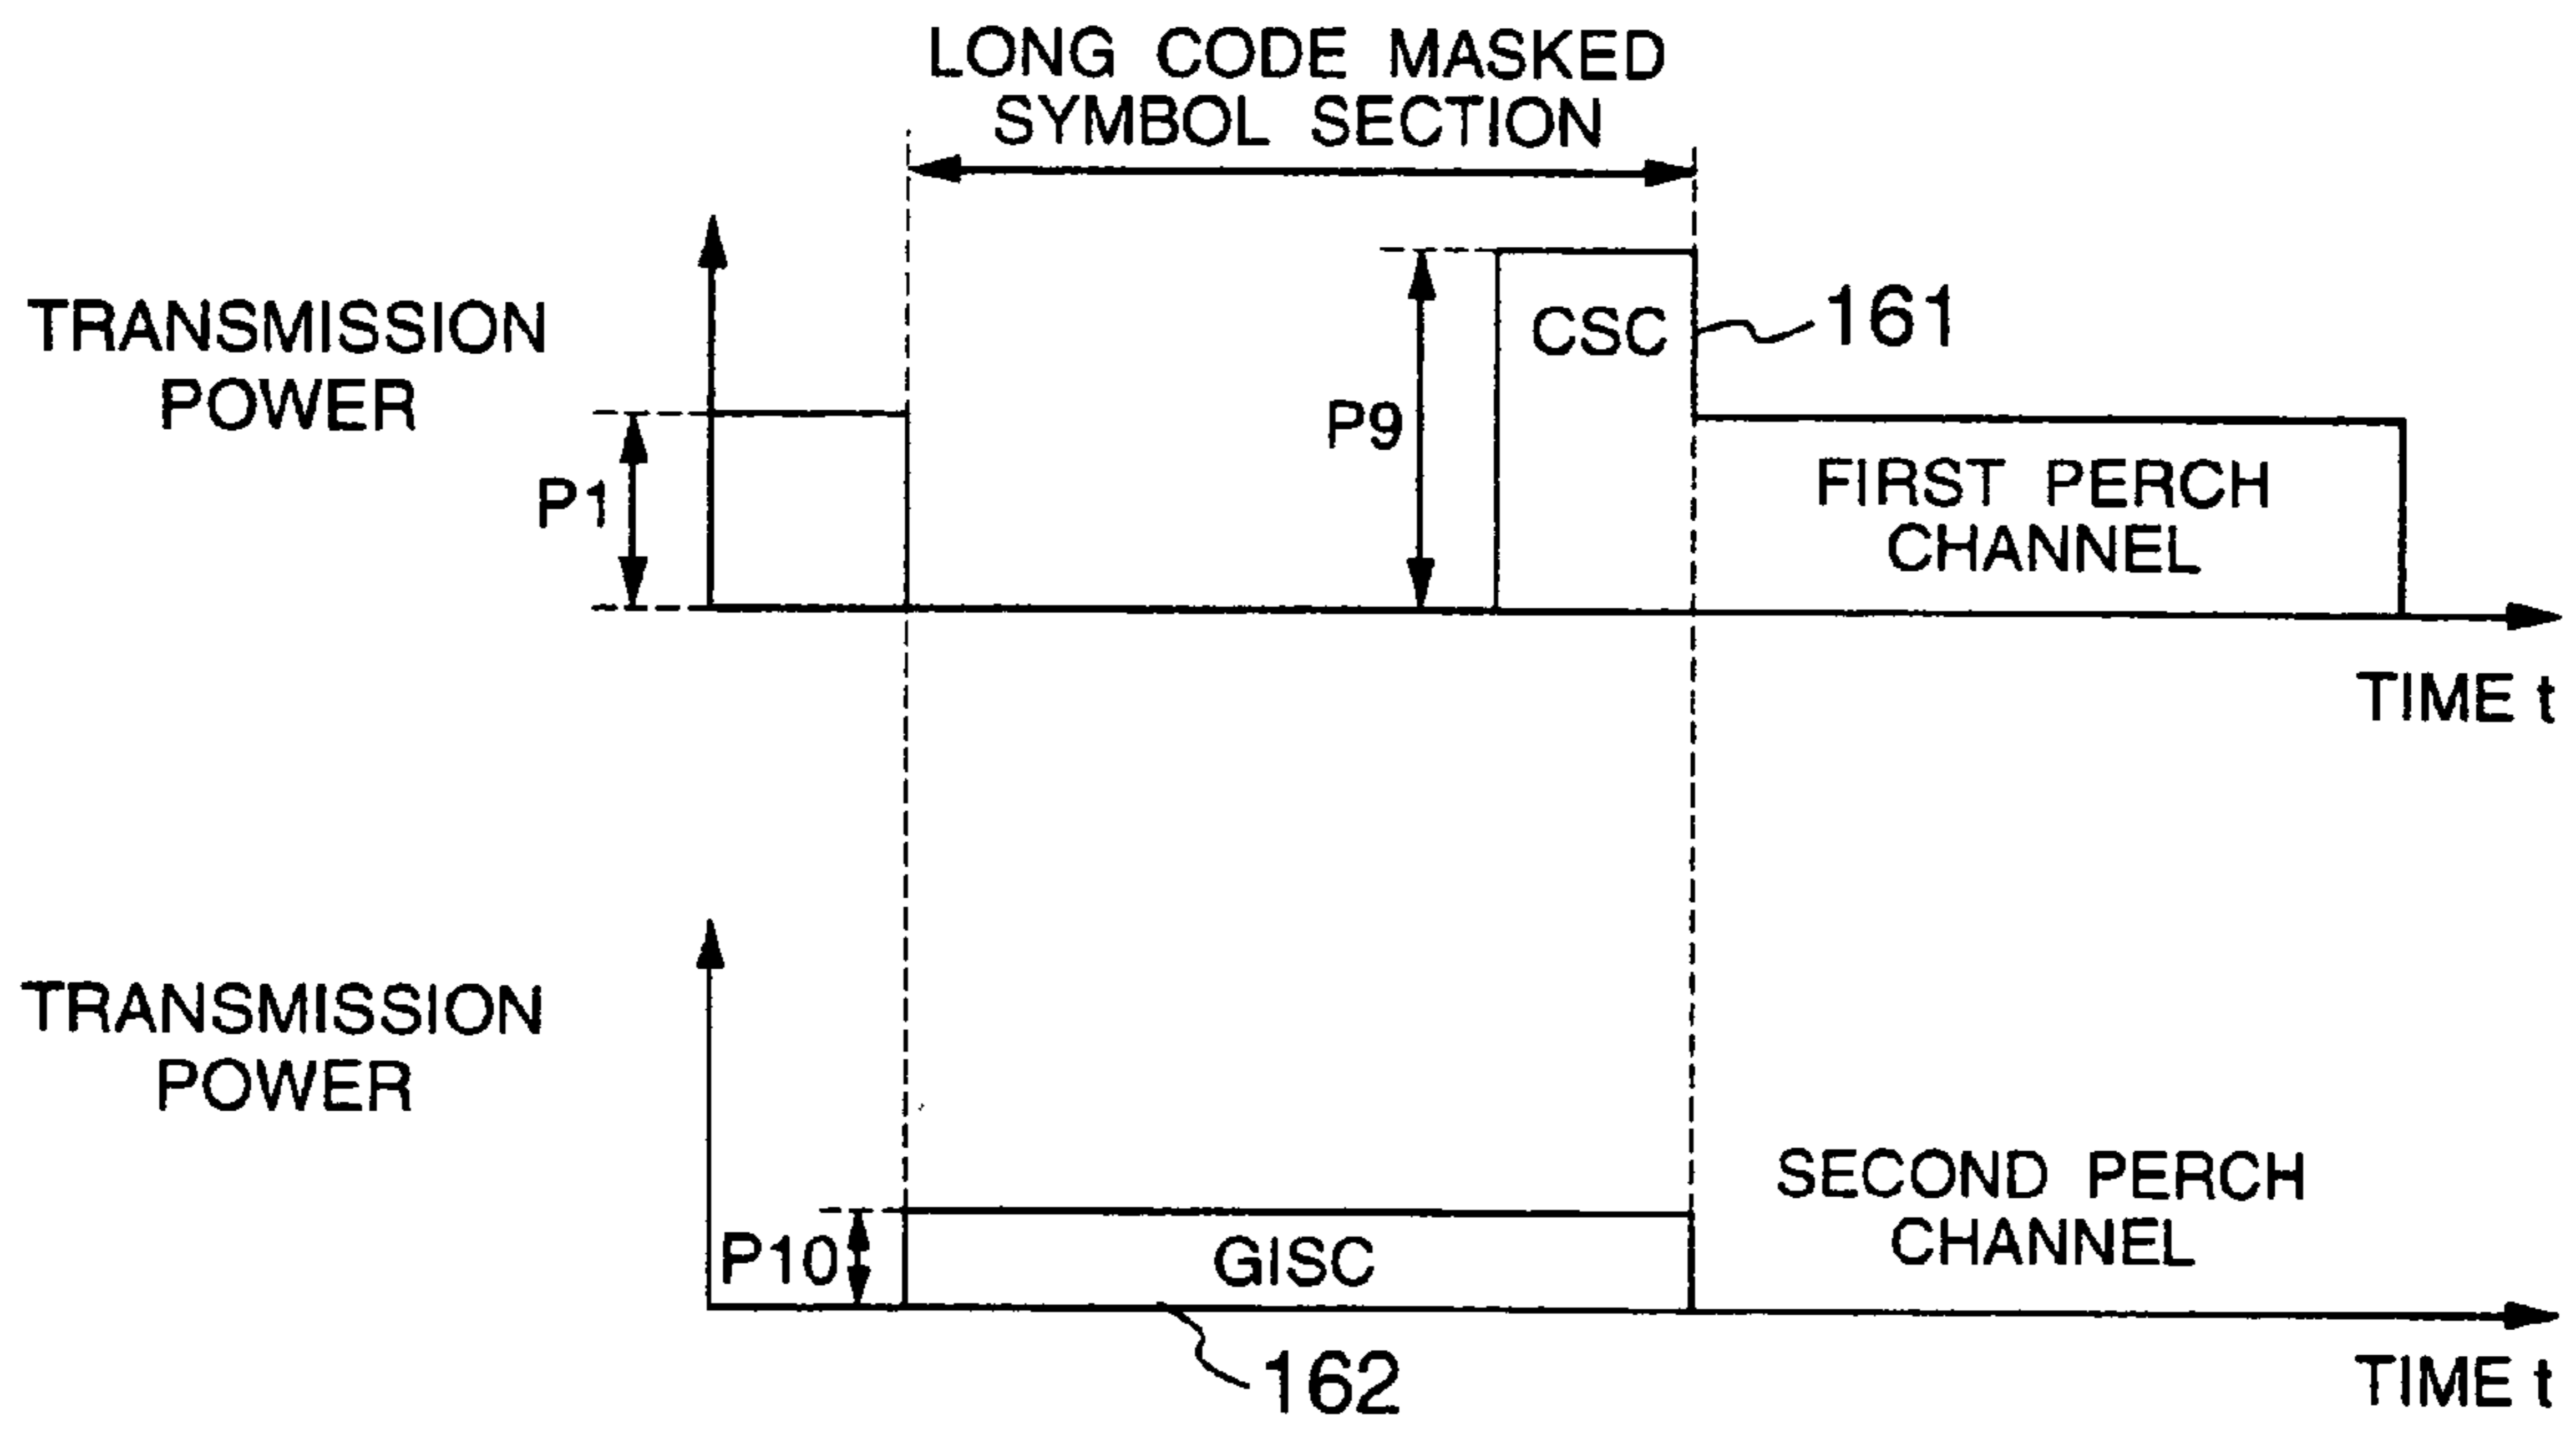 LONG CODE MASKED
SYMBOL SECTION
TRANSMISSION
POWER
P1
P9
CSC
161
FIRST PERCH
CHANNEL
TIME t
TRANSMISSION
POWER
P10
GISC
SECOND PERCH
CHANNEL
162
TIME t